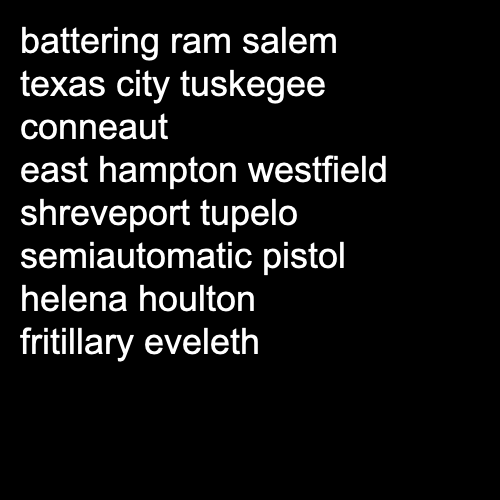 battering ram salem
texas city tuskegee
conneaut
east hampton westfield
shreveport tupelo
semiautomatic pistol
helena houlton
fritillary eveleth